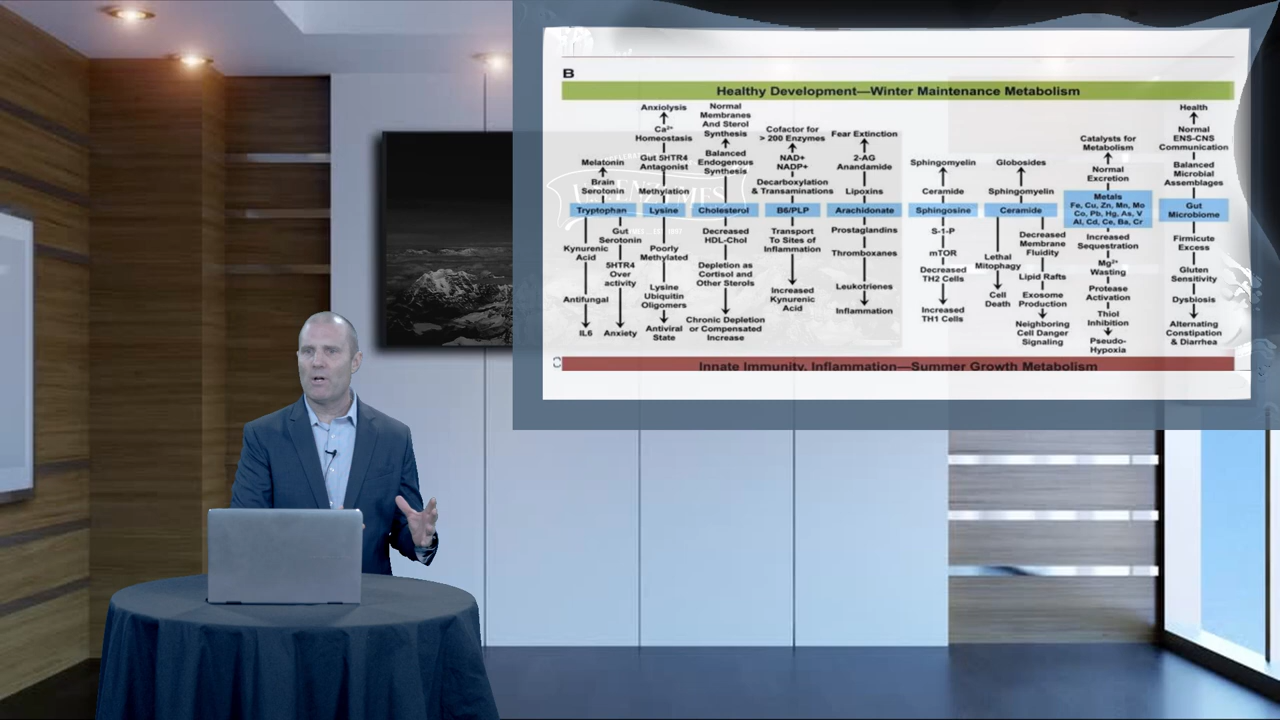 B
Healthy Development—Winter Maintenance Metabolism
Anxiolysis
Ca²⁺
Homeostasis
Gut 5HTR4
Antagonist
Methylation
Normal
Membranes
And Sterol
Synthesis
Balanced
Endogenous
Synthesis
Cofactor for
> 200 Enzymes
NAD+
NADP+
Decarboxylation
& Transaminations
Fear Extinction
2-AG
Anandamide
Lipoxins
Melatonin
Brain
Serotonin
Sphingomyelin
Ceramide
Globosides
Sphingomyelin
Catalysts for
Metabolism
Normal
Excretion
Health
Normal
ENS-CNS
Communication
Balanced
Microbial
Assemblages
Tryptophan
Lysine
Cholesterol
B6/PLP
Arachidonate
Sphingosine
Ceramide
Metals
Fe, Cu, Zn, Mn, Mo
Co, Pb, Hg, As, V
Al, Cd, Ce, Ba, Cr
Gut
Microbiome
Kynurenic
Acid
Antifungal
IL6
Gut
Serotonin
5HTR4
Over
activity
Anxiety
Poorly
Methylated
Lysine
Ubiquitin
Oligomers
Antiviral
State
Decreased
HDL-Chol
Depletion as
Cortisol and
Other Sterols
Chronic Depletion
or Compensated
Increase
Transport
To Sites of
Inflammation
Increased
Kynurenic
Acid
Prostaglandins
Thromboxanes
Leukotrienes
Inflammation
S-1-P
mTOR
Decreased
TH2 Cells
Increased
TH1 Cells
Lethal
Mitophagy
Cell
Death
Decreased
Membrane
Fluidity
Lipid Rafts
Exosome
Production
Neighboring
Cell Danger
Signaling
Increased
Sequestration
Mg²⁺
Wasting
Protease
Activation
Thiol
Inhibition
Pseudo-
Hypoxia
Firmicute
Excess
Gluten
Sensitivity
Dysbiosis
Alternating
Constipation
& Diarrhea
C
Innate Immunity, Inflammation—Summer Growth Metabolism